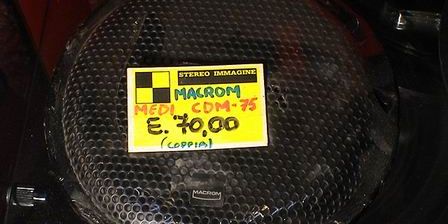 STEREO IMMAGINE
MACROM
MEDI CDM-75
E. 70,00
(COPPIA)
MACROM